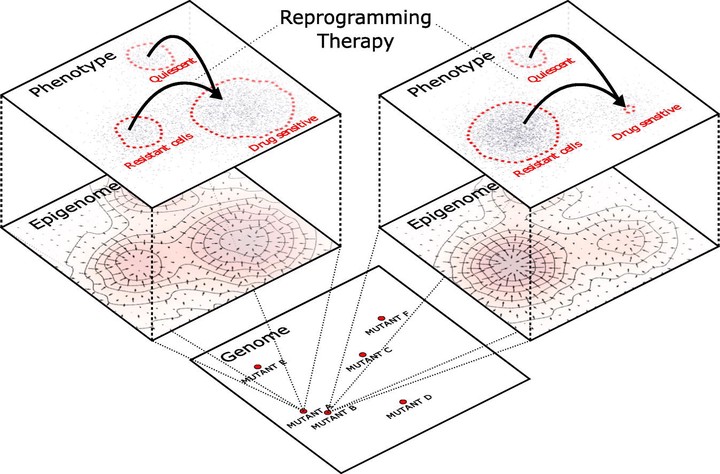 Reprogramming
Therapy
Phenotype
Quiescent
Resistant cells
Drug sensitive
Epigenome
Phenotype
Quiescent
Resistant cells
Drug sensitive
Epigenome
Genome
MUTANT F
MUTANT C
MUTANT E
MUTANT A
MUTANT B
MUTANT D